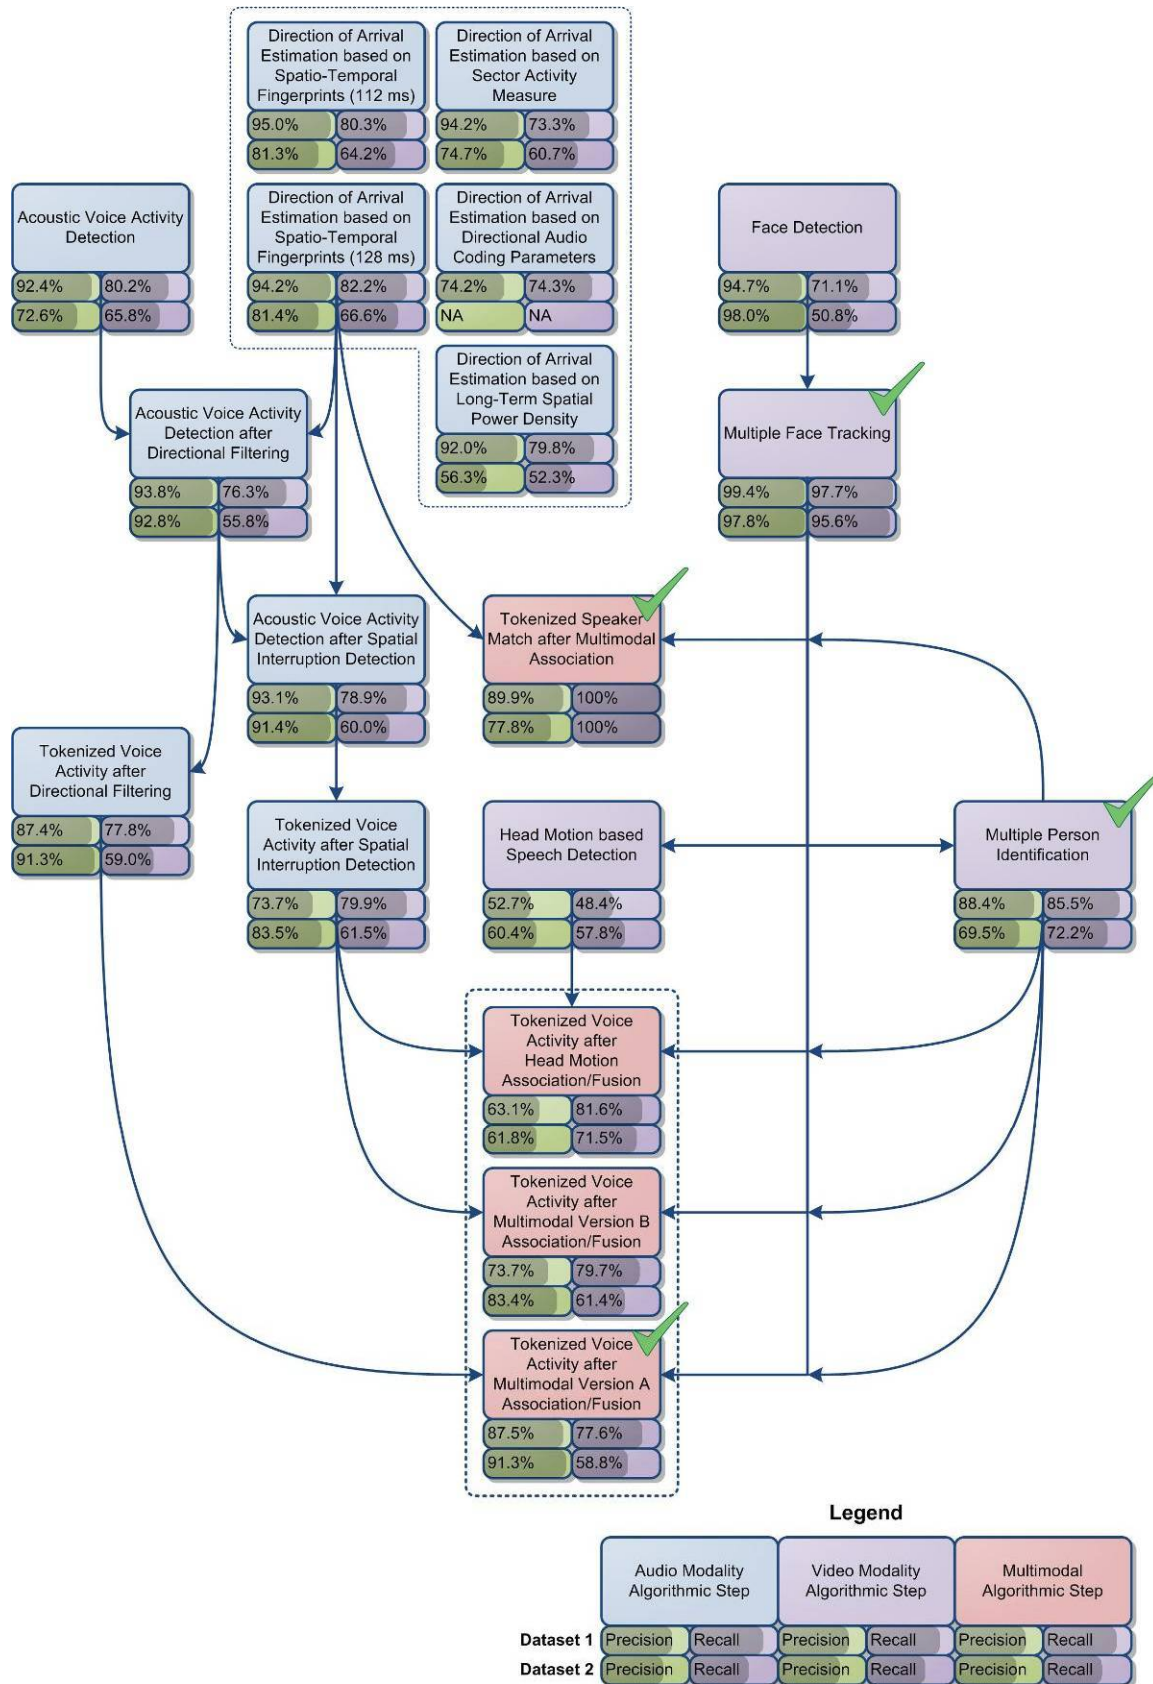 Direction of Arrival
Estimation based on
Spatio-Temporal
Fingerprints (112 ms)
95.0% 80.3%
81.3% 64.2%
Direction of Arrival
Estimation based on
Sector Activity
Measure
94.2% 73.3%
74.7% 60.7%
Acoustic Voice Activity
Detection
92.4% 80.2%
72.6% 65.8%
Direction of Arrival
Estimation based on
Spatio-Temporal
Fingerprints (128 ms)
94.2% 82.2%
81.4% 66.6%
Direction of Arrival
Estimation based on
Directional Audio
Coding Parameters
74.2% 74.3%
NA NA
Face Detection
94.7% 71.1%
98.0% 50.8%
Direction of Arrival
Estimation based on
Long-Term Spatial
Power Density
92.0% 79.8%
56.3% 52.3%
Acoustic Voice Activity
Detection after
Directional Filtering
93.8% 76.3%
92.8% 55.8%
Multiple Face Tracking
99.4% 97.7%
97.8% 95.6%
Acoustic Voice Activity
Detection after Spatial
Interruption Detection
93.1% 78.9%
91.4% 60.0%
Tokenized Speaker
Match after Multimodal
Association
89.9% 100%
77.8% 100%
Tokenized Voice
Activity after
Directional Filtering
87.4% 77.8%
91.3% 59.0%
Tokenized Voice
Activity after Spatial
Interruption Detection
73.7% 79.9%
83.5% 61.5%
Head Motion based
Speech Detection
52.7% 48.4%
60.4% 57.8%
Multiple Person
Identification
88.4% 85.5%
69.5% 72.2%
Tokenized Voice
Activity after
Head Motion
Association/Fusion
63.1% 81.6%
61.8% 71.5%
Tokenized Voice
Activity after
Multimodal Version B
Association/Fusion
73.7% 79.7%
83.4% 61.4%
Tokenized Voice
Activity after
Multimodal Version A
Association/Fusion
87.5% 77.6%
91.3% 58.8%
Legend
Audio Modality
Algorithmic Step
Video Modality
Algorithmic Step
Multimodal
Algorithmic Step
Dataset 1 Precision Recall Precision Recall Precision Recall
Dataset 2 Precision Recall Precision Recall Precision Recall